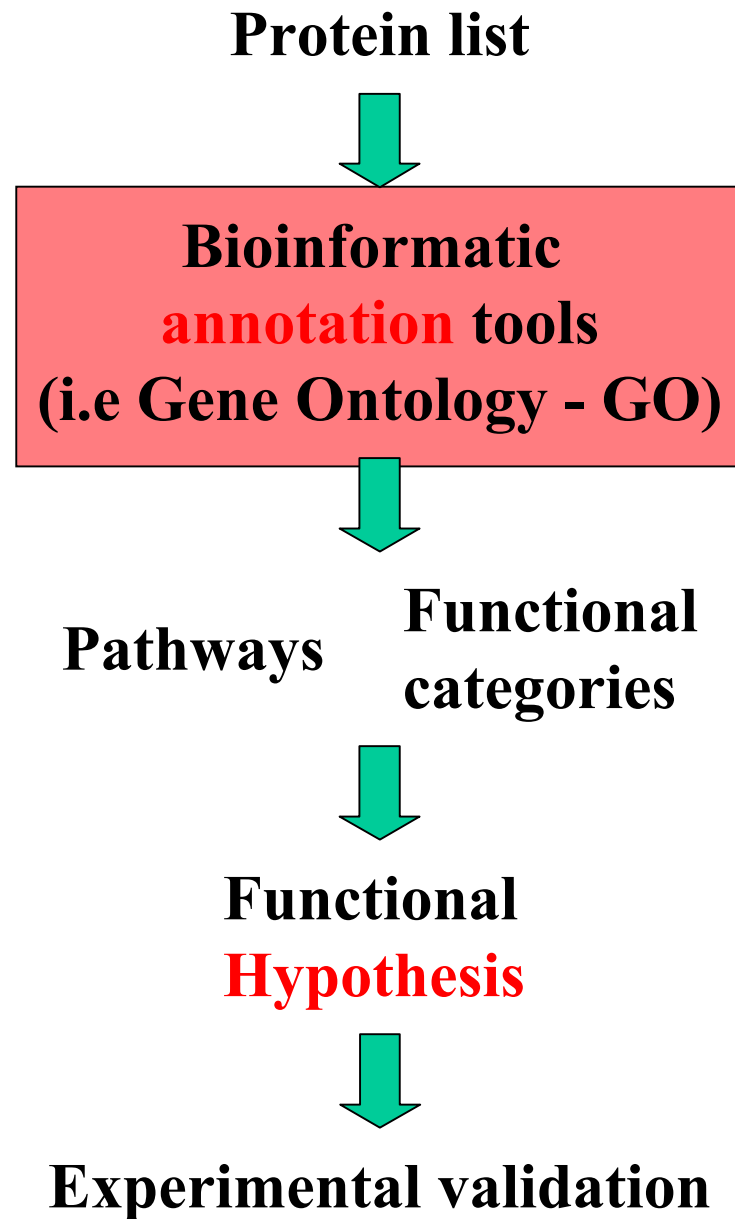 Protein list
Bioinformatic
annotation tools
(i.e Gene Ontology - GO)
Pathways
Functional
categories
Functional
Hypothesis
Experimental validation